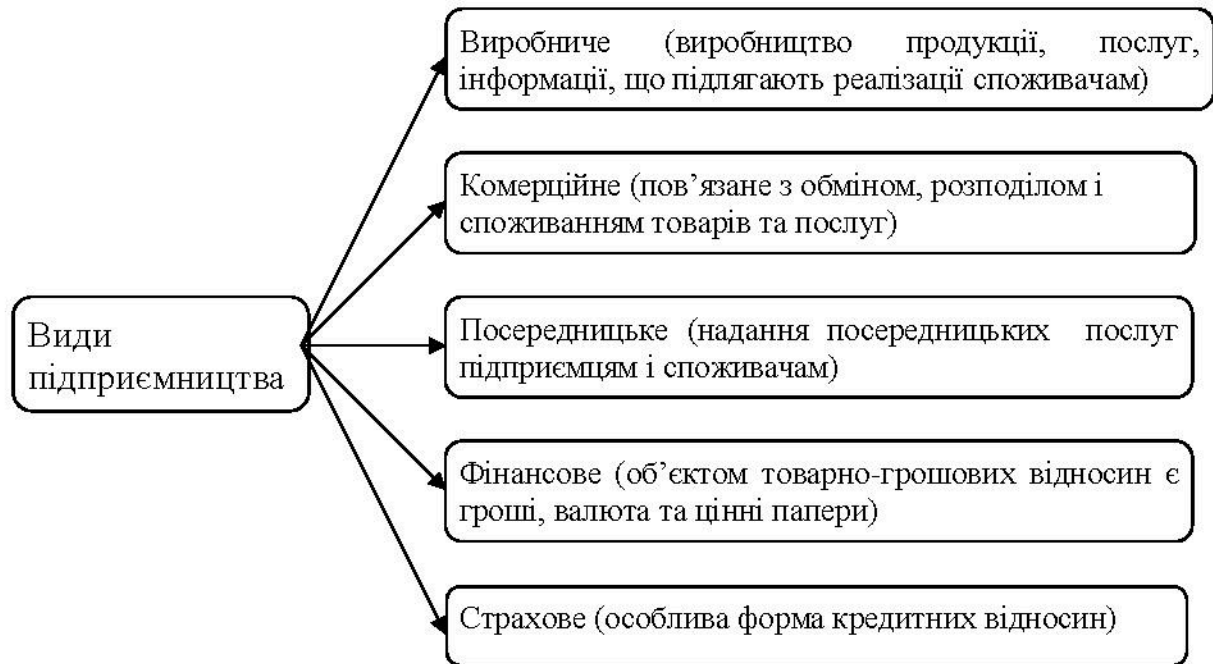 Виробниче (виробництво продукції, послуг,
інформації, що підлягають реалізації споживачам)
Комерційне (пов’язане з обміном, розподілом і
споживанням товарів та послуг)
Види
підприємництва
Посередницьке (надання посередницьких послуг
підприємцям і споживачам)
Фінансове (об’єктом товарно-грошових відносин є
гроші, валюта та цінні папери)
Страхове (особлива форма кредитних відносин)